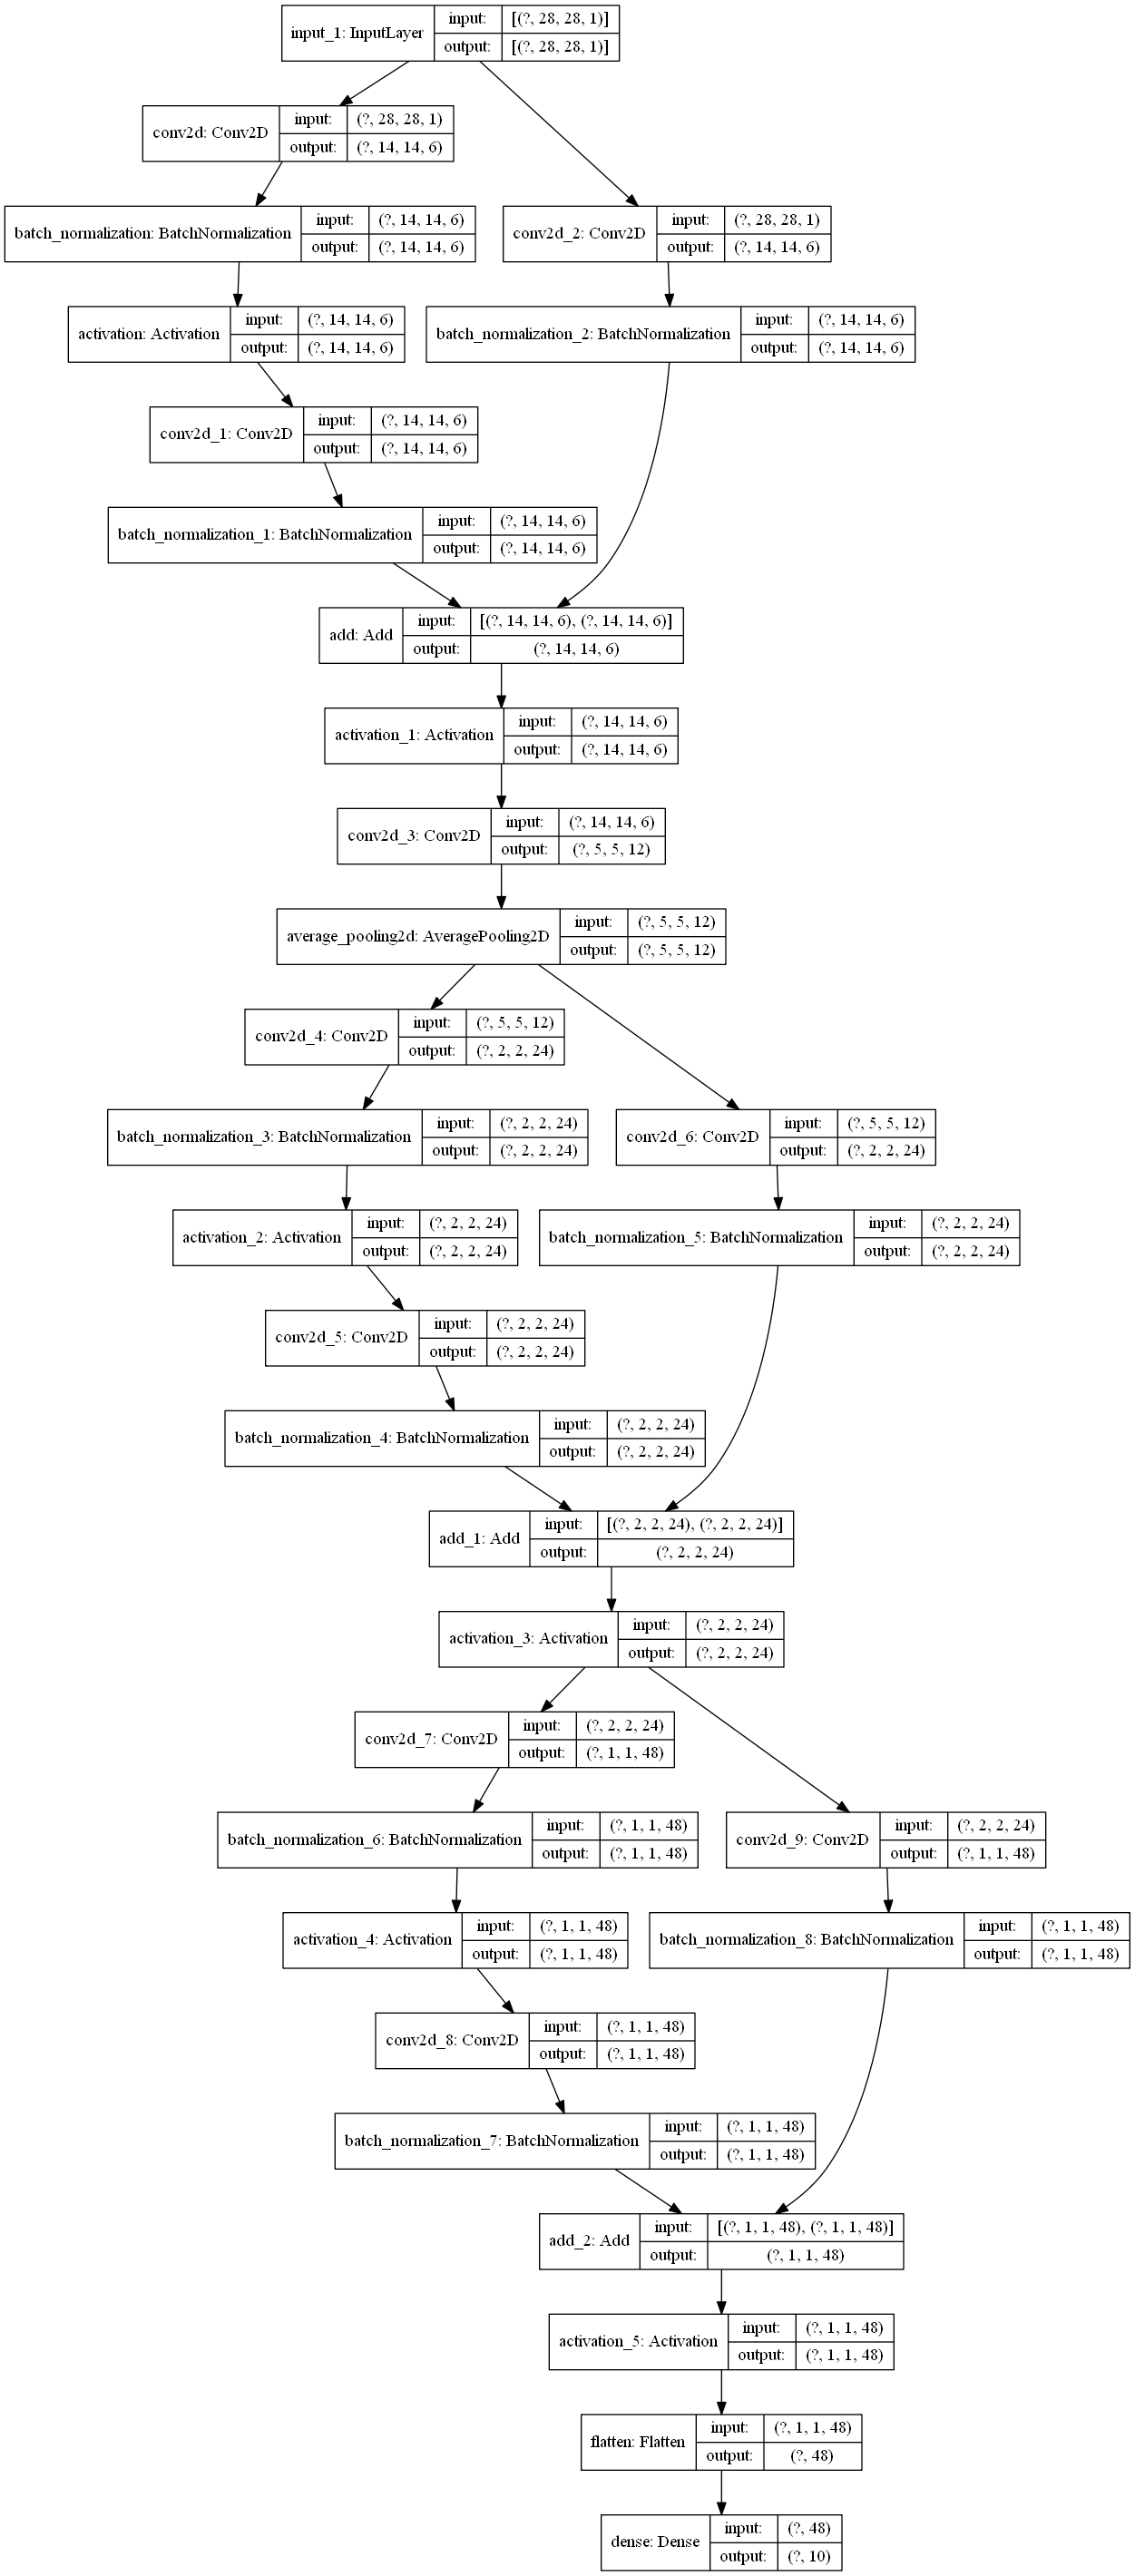 input_1: InputLayer
input: [(?, 28, 28, 1)]
output: [(?, 28, 28, 1)]
conv2d: Conv2D
input: (?, 28, 28, 1)
output: (?, 14, 14, 6)
batch_normalization: BatchNormalization
input: (?, 14, 14, 6)
output: (?, 14, 14, 6)
conv2d_2: Conv2D
input: (?, 28, 28, 1)
output: (?, 14, 14, 6)
activation: Activation
input: (?, 14, 14, 6)
output: (?, 14, 14, 6)
batch_normalization_2: BatchNormalization
input: (?, 14, 14, 6)
output: (?, 14, 14, 6)
conv2d_1: Conv2D
input: (?, 14, 14, 6)
output: (?, 14, 14, 6)
batch_normalization_1: BatchNormalization
input: (?, 14, 14, 6)
output: (?, 14, 14, 6)
add: Add
input: [(?, 14, 14, 6), (?, 14, 14, 6)]
output: (?, 14, 14, 6)
activation_1: Activation
input: (?, 14, 14, 6)
output: (?, 14, 14, 6)
conv2d_3: Conv2D
input: (?, 14, 14, 6)
output: (?, 5, 5, 12)
average_pooling2d: AveragePooling2D
input: (?, 5, 5, 12)
output: (?, 5, 5, 12)
conv2d_4: Conv2D
input: (?, 5, 5, 12)
output: (?, 2, 2, 24)
batch_normalization_3: BatchNormalization
input: (?, 2, 2, 24)
output: (?, 2, 2, 24)
conv2d_6: Conv2D
input: (?, 5, 5, 12)
output: (?, 2, 2, 24)
activation_2: Activation
input: (?, 2, 2, 24)
output: (?, 2, 2, 24)
batch_normalization_5: BatchNormalization
input: (?, 2, 2, 24)
output: (?, 2, 2, 24)
conv2d_5: Conv2D
input: (?, 2, 2, 24)
output: (?, 2, 2, 24)
batch_normalization_4: BatchNormalization
input: (?, 2, 2, 24)
output: (?, 2, 2, 24)
add_1: Add
input: [(?, 2, 2, 24), (?, 2, 2, 24)]
output: (?, 2, 2, 24)
activation_3: Activation
input: (?, 2, 2, 24)
output: (?, 2, 2, 24)
conv2d_7: Conv2D
input: (?, 2, 2, 24)
output: (?, 1, 1, 48)
batch_normalization_6: BatchNormalization
input: (?, 1, 1, 48)
output: (?, 1, 1, 48)
conv2d_9: Conv2D
input: (?, 2, 2, 24)
output: (?, 1, 1, 48)
activation_4: Activation
input: (?, 1, 1, 48)
output: (?, 1, 1, 48)
batch_normalization_8: BatchNormalization
input: (?, 1, 1, 48)
output: (?, 1, 1, 48)
conv2d_8: Conv2D
input: (?, 1, 1, 48)
output: (?, 1, 1, 48)
batch_normalization_7: BatchNormalization
input: (?, 1, 1, 48)
output: (?, 1, 1, 48)
add_2: Add
input: [(?, 1, 1, 48), (?, 1, 1, 48)]
output: (?, 1, 1, 48)
activation_5: Activation
input: (?, 1, 1, 48)
output: (?, 1, 1, 48)
flatten: Flatten
input: (?, 1, 1, 48)
output: (?, 48)
dense: Dense
input: (?, 48)
output: (?, 10)